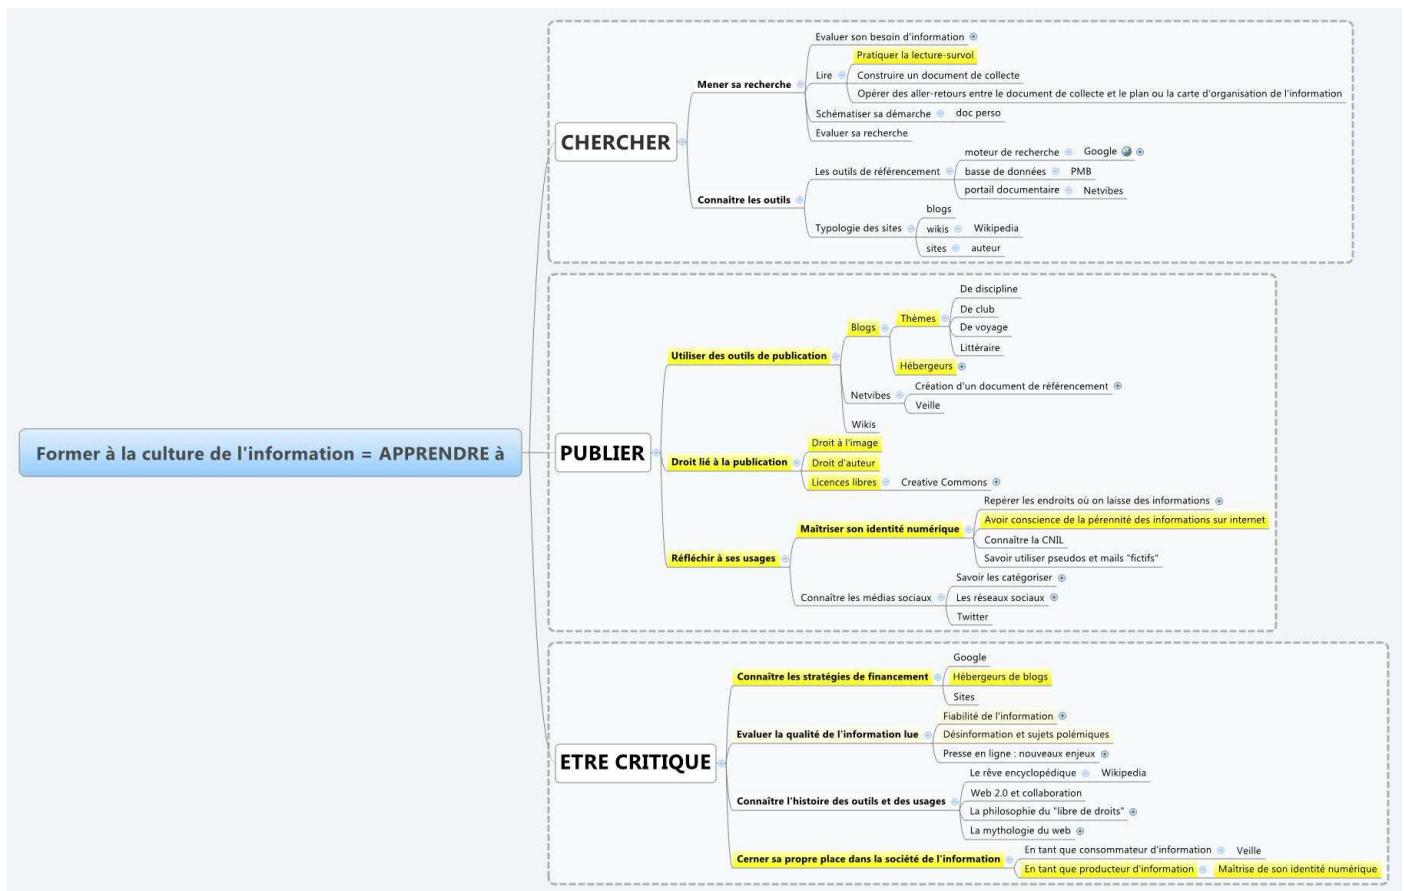 Former à la culture de l'information = APPRENDRE à
CHERCHER
Mener sa recherche
Evaluer son besoin d'information
Lire
Pratiquer la lecture-survol
Construire un document de collecte
Opérer des aller-retours entre le document de collecte et le plan ou la carte d'organisation de l'information
Schématiser sa démarche
doc perso
Evaluer sa recherche
Connaître les outils
Les outils de référencement
moteur de recherche
Google
basse de données
PMB
portail documentaire
Netvibes
Typologie des sites
blogs
wikis
Wikipedia
sites
auteur
PUBLIER
Utiliser des outils de publication
Blogs
Thèmes
De discipline
De club
De voyage
Littéraire
Hébergeurs
Netvibes
Création d'un document de référencement
Veille
Wikis
Droit lié à la publication
Droit à l'image
Droit d'auteur
Licences libres
Creative Commons
Réfléchir à ses usages
Maîtriser son identité numérique
Repérer les endroits où on laisse des informations
Avoir conscience de la pérennité des informations sur internet
Connaître la CNIL
Savoir utiliser pseudos et mails "fictifs"
Connaître les médias sociaux
Savoir les catégoriser
Les réseaux sociaux
Twitter
ETRE CRITIQUE
Connaître les stratégies de financement
Google
Hébergeurs de blogs
Sites
Evaluer la qualité de l'information lue
Fiabilité de l'information
Désinformation et sujets polémiques
Presse en ligne : nouveaux enjeux
Connaître l'histoire des outils et des usages
Le rêve encyclopédique
Wikipedia
Web 2.0 et collaboration
La philosophie du "libre de droits"
La mythologie du web
Cerner sa propre place dans la société de l'information
En tant que consommateur d'information
Veille
En tant que producteur d'information
Maîtrise de son identité numérique